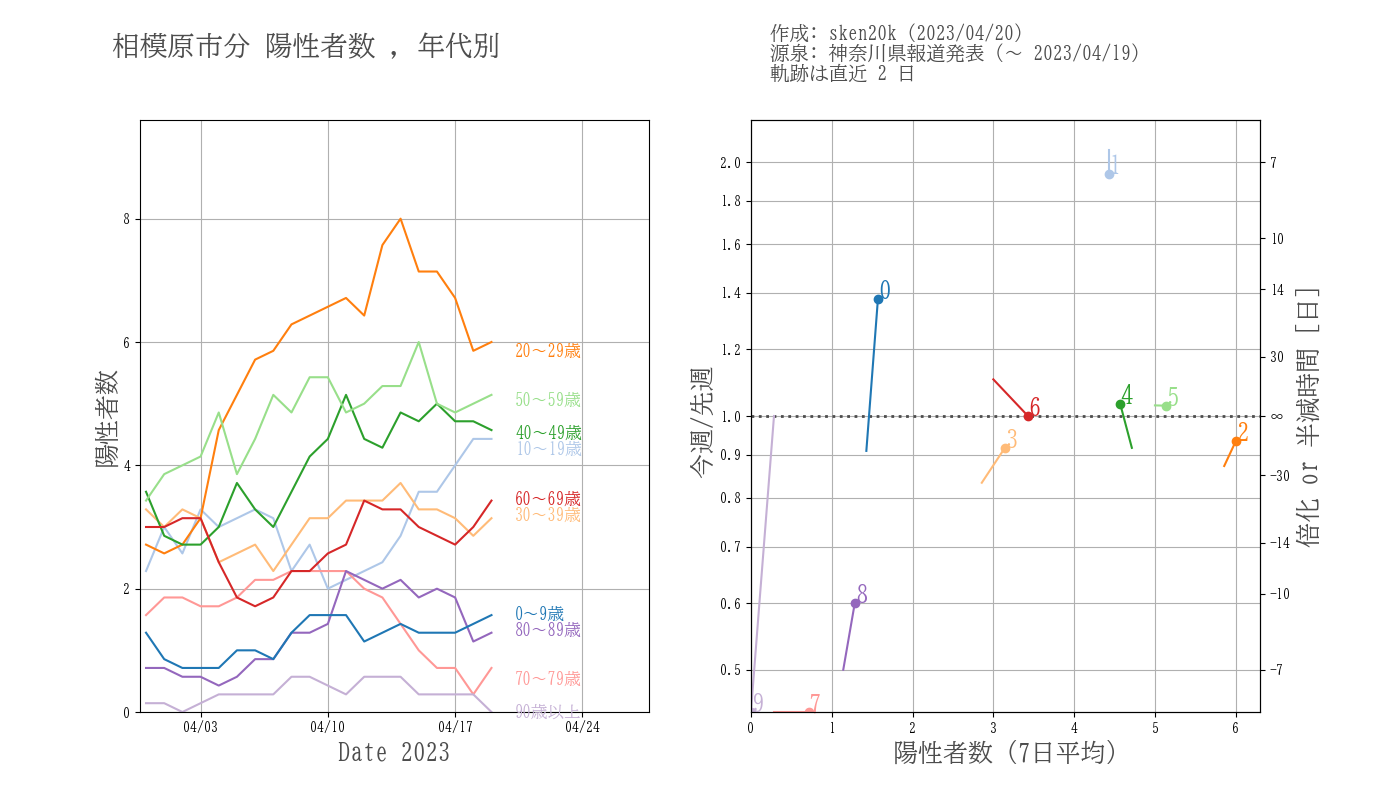 相模原市分 陽性者数 , 年代別
作成: sken20k (2023/04/20)
源泉: 神奈川県報道発表 (～ 2023/04/19)
軌跡は直近 2 日
陽性者数
8
6
4
2
0
20～29歳
50～59歳
40～49歳
10～19歳
60～69歳
30～39歳
0～9歳
80～89歳
70～79歳
90歳以上
04/03
04/10
04/17
04/24
Date 2023
今週/先週
2.0
1.8
1.6
1.4
1.2
1.0
0.9
0.8
0.7
0.6
0.5
1
0
6
4
5
3
2
8
9
7
0
1
2
3
4
5
6
陽性者数 (7日平均)
7
10
14
30
∞
−30
−14
−10
−7
倍化 or 半減時間 [日]